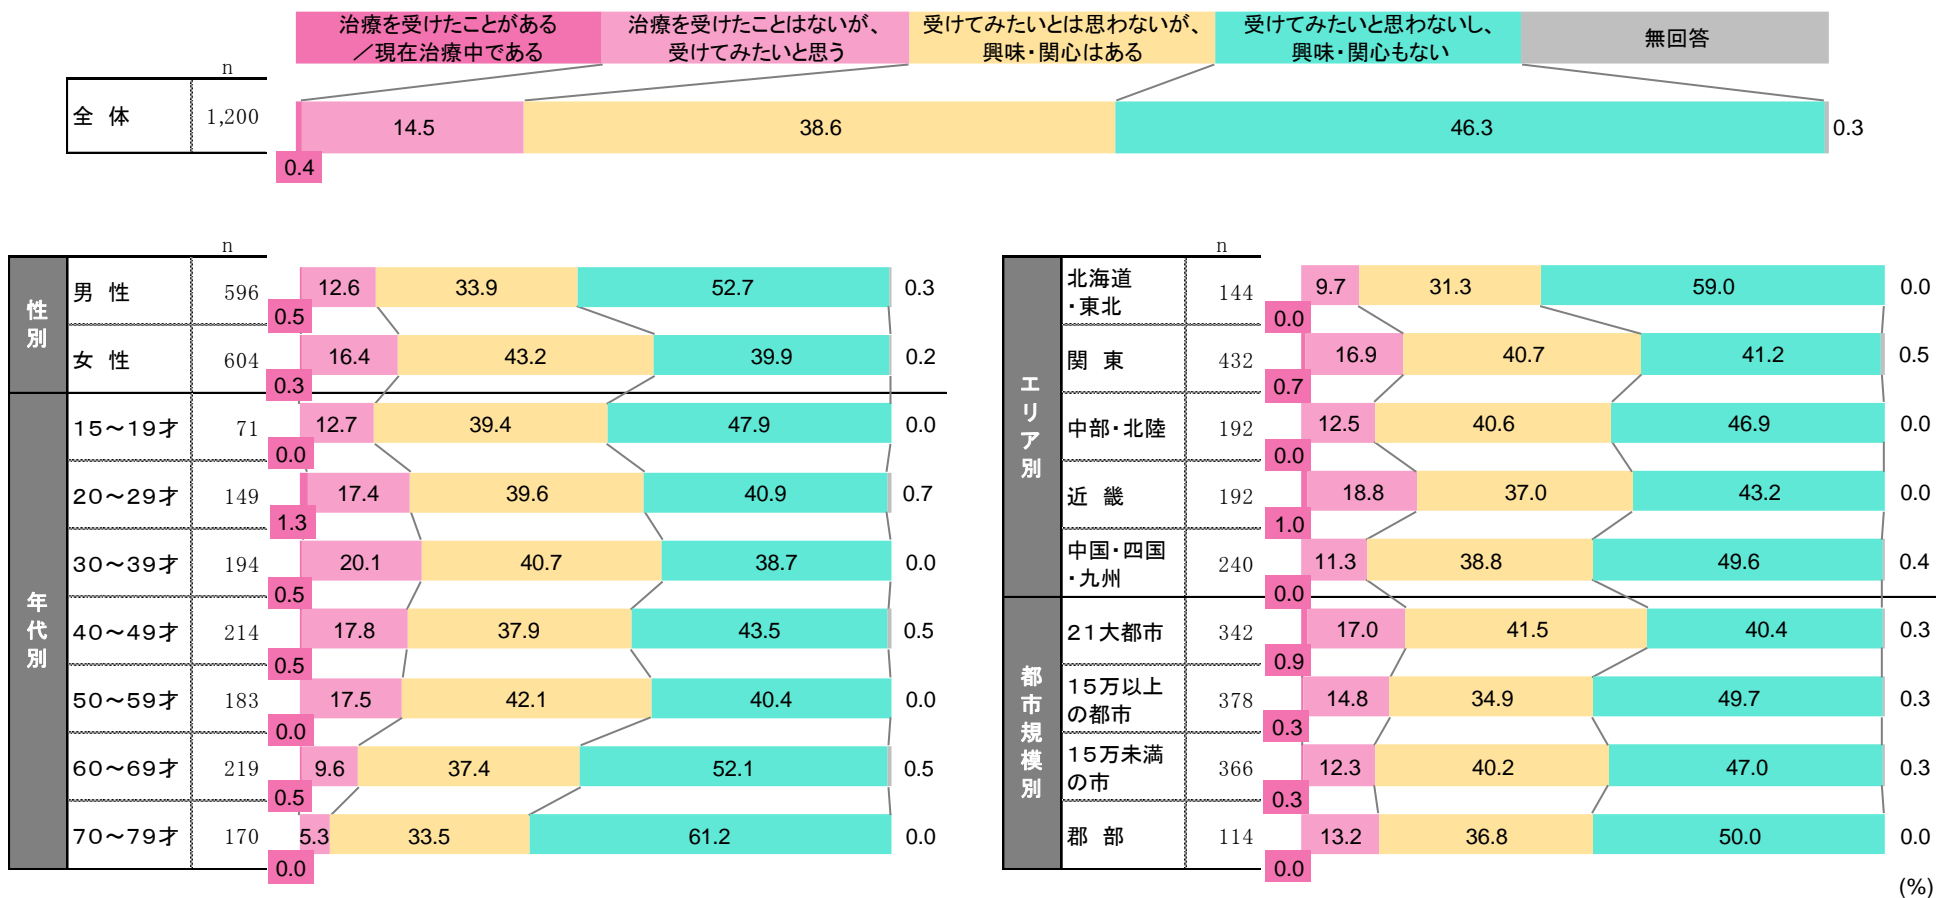 治療を受けたことがある
／現在治療中である
治療を受けたことはないが、
受けてみたいと思う
受けてみたいとは思わないが、
興味・関心はある
受けてみたいと思わないし、
興味・関心もない
無回答
n
全 体 1,200 14.5 38.6 46.3 0.3
0.4
n
性別
男 性 596 12.6 33.9 52.7 0.3
0.5
女 性 604 16.4 43.2 39.9 0.2
0.3
年代別
15～19才 71 12.7 39.4 47.9 0.0
0.0
20～29才 149 17.4 39.6 40.9 0.7
1.3
30～39才 194 20.1 40.7 38.7 0.0
0.5
40～49才 214 17.8 37.9 43.5 0.5
0.5
50～59才 183 17.5 42.1 40.4 0.0
0.0
60～69才 219 9.6 37.4 52.1 0.5
0.5
70～79才 170 5.3 33.5 61.2 0.0
0.0
n
エリア別
北海道
・東北 144 9.7 31.3 59.0 0.0
0.0
関 東 432 16.9 40.7 41.2 0.5
0.7
中部・北陸 192 12.5 40.6 46.9 0.0
0.0
近 畿 192 18.8 37.0 43.2 0.0
1.0
中国・四国
・九州 240 11.3 38.8 49.6 0.4
0.0
都市規模別
21大都市 342 17.0 41.5 40.4 0.3
0.9
15万以上
の都市 378 14.8 34.9 49.7 0.3
0.3
15万未満
の市 366 12.3 40.2 47.0 0.3
0.3
郡 部 114 13.2 36.8 50.0 0.0
0.0
(%)